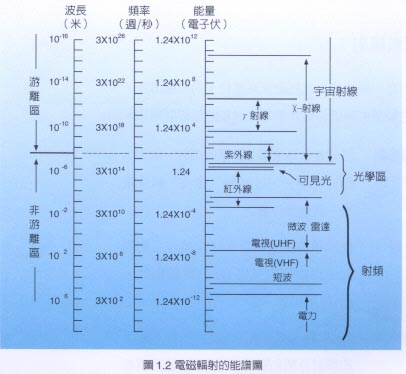 波長 頻率 能量
(米) (週/秒) (電子伏)
10⁻¹⁶ 3X10²⁶ 1.24X10¹²
10⁻¹⁴ 3X10²² 1.24X10⁸
10⁻¹⁰ 3X10¹⁸ 1.24X10⁴
10⁻⁶ 3X10¹⁴ 1.24
10⁻² 3X10¹⁰ 1.24X10⁻⁴
10² 3X10⁶ 1.24X10⁻⁸
10⁶ 3X10² 1.24X10⁻¹²
游離區
非游離區
宇宙射線
χ-射線
γ 射線
紫外線
可見光
光學區
紅外線
微波 雷達
電視(UHF)
電視(VHF)
射頻
短波
電力
圖 1.2 電磁輻射的能譜圖